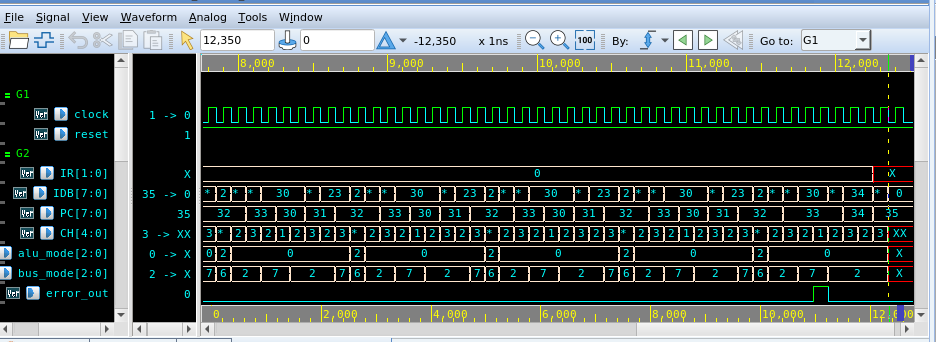 File Signal View Waveform Analog Tools Window
12,350 0 -12,350 x 1ns 100 By: Go to: G1
8,000 9,000 10,000 11,000 12,000
G1
Ver clock 1 -> 0
Ver reset 1
G2
Ver IR[1:0] X 0 X
Ver IDB[7:0] 35 -> 0 * 2 * * 30 * 23 2 * * 30 * 23 2 * * 30 * 23 2 * * 30 * 23 2 * * 30 * 34 * 0
Ver PC[7:0] 35 32 33 30 31 32 33 30 31 32 33 30 31 32 33 30 31 32 33 34 35
Ver CH[4:0] 3 -> XX 3 * 2 3 2 1 2 3 2 3 * 2 3 2 1 2 3 2 3 * 2 3 2 1 2 3 2 3 * 2 3 2 1 2 3 2 3 * 2 3 2 1 2 3 2 3 XX
alu_mode[2:0] 0 -> X 0 2 0 2 0 2 0 2 0 2 0 X
bus_mode[2:0] 2 -> X 7 6 2 7 2 7 6 2 7 2 7 6 2 7 2 7 6 2 7 2 7 6 2 7 2 X
Ver error_out 0
0 2,000 4,000 6,000 8,000 10,000